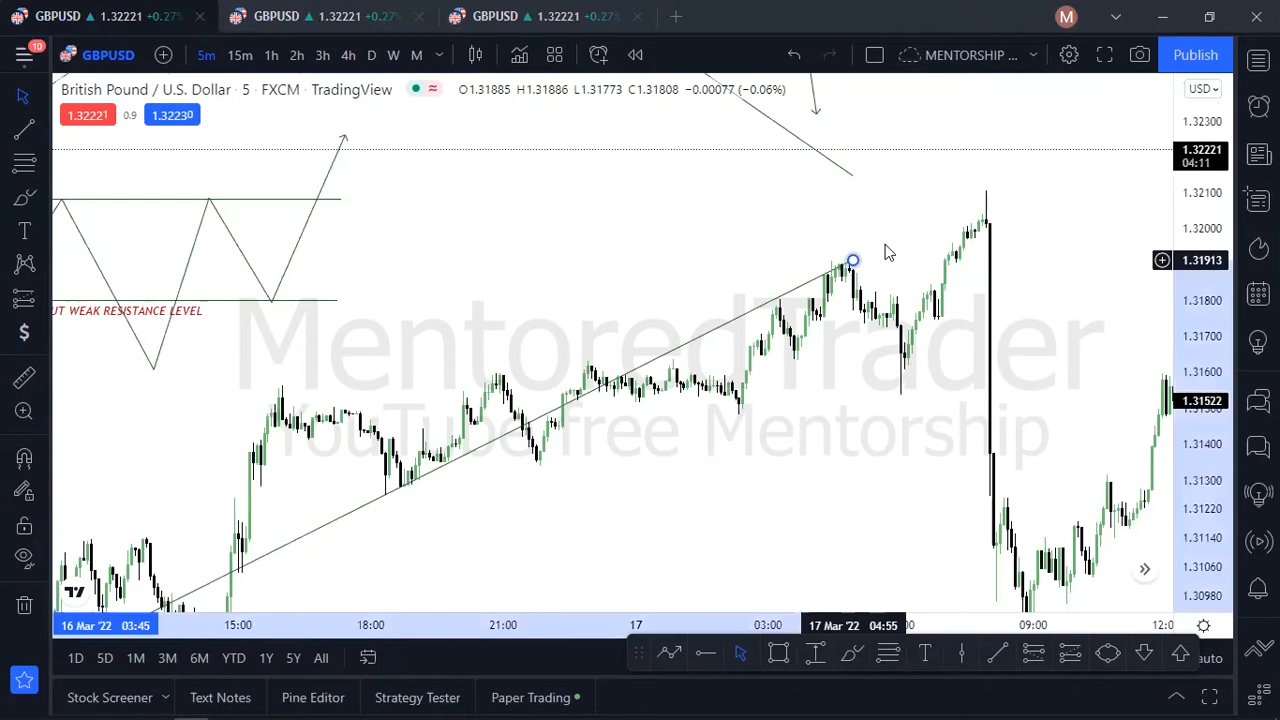 GBPUSD ▲ 1.32221 +0.27%
GBPUSD ▲ 1.32221 +0.27%
GBPUSD ▲ 1.32221 +0.27%
M
10
GBPUSD
5m 15m 1h 2h 3h 4h D W M
MENTORSHIP ...
Publish
British Pound / U.S. Dollar · 5 · FXCM · TradingView
O1.31885 H1.31886 L1.31773 C1.31808 −0.00077 (−0.06%)
USD
1.32221
0.9
1.32230
1.32300
1.32221
04:11
1.32100
1.32000
1.31913
1.31800
1.31700
1.31600
1.31522
1.31400
1.31300
1.31220
1.31140
1.31060
1.30980
UT WEAK RESISTANCE LEVEL
MentoredTrader
YouTube free Mentorship
16 Mar '22 03:45
15:00
18:00
21:00
17
03:00
17 Mar '22 04:55
09:00
12:0
1D 5D 1M 3M 6M YTD 1Y 5Y All
auto
Stock Screener
Text Notes
Pine Editor
Strategy Tester
Paper Trading